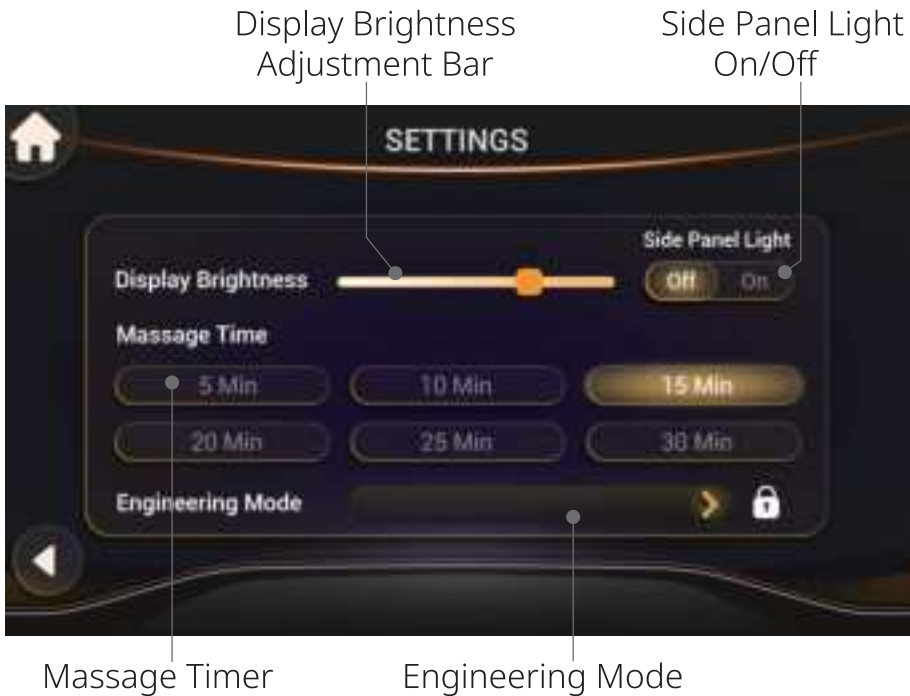 Display Brightness
Adjustment Bar
Side Panel Light
On/Off
SETTINGS
Side Panel Light
Display Brightness
Off On
Massage Time
5 Min 10 Min 15 Min
20 Min 25 Min 30 Min
Engineering Mode
Massage Timer
Engineering Mode